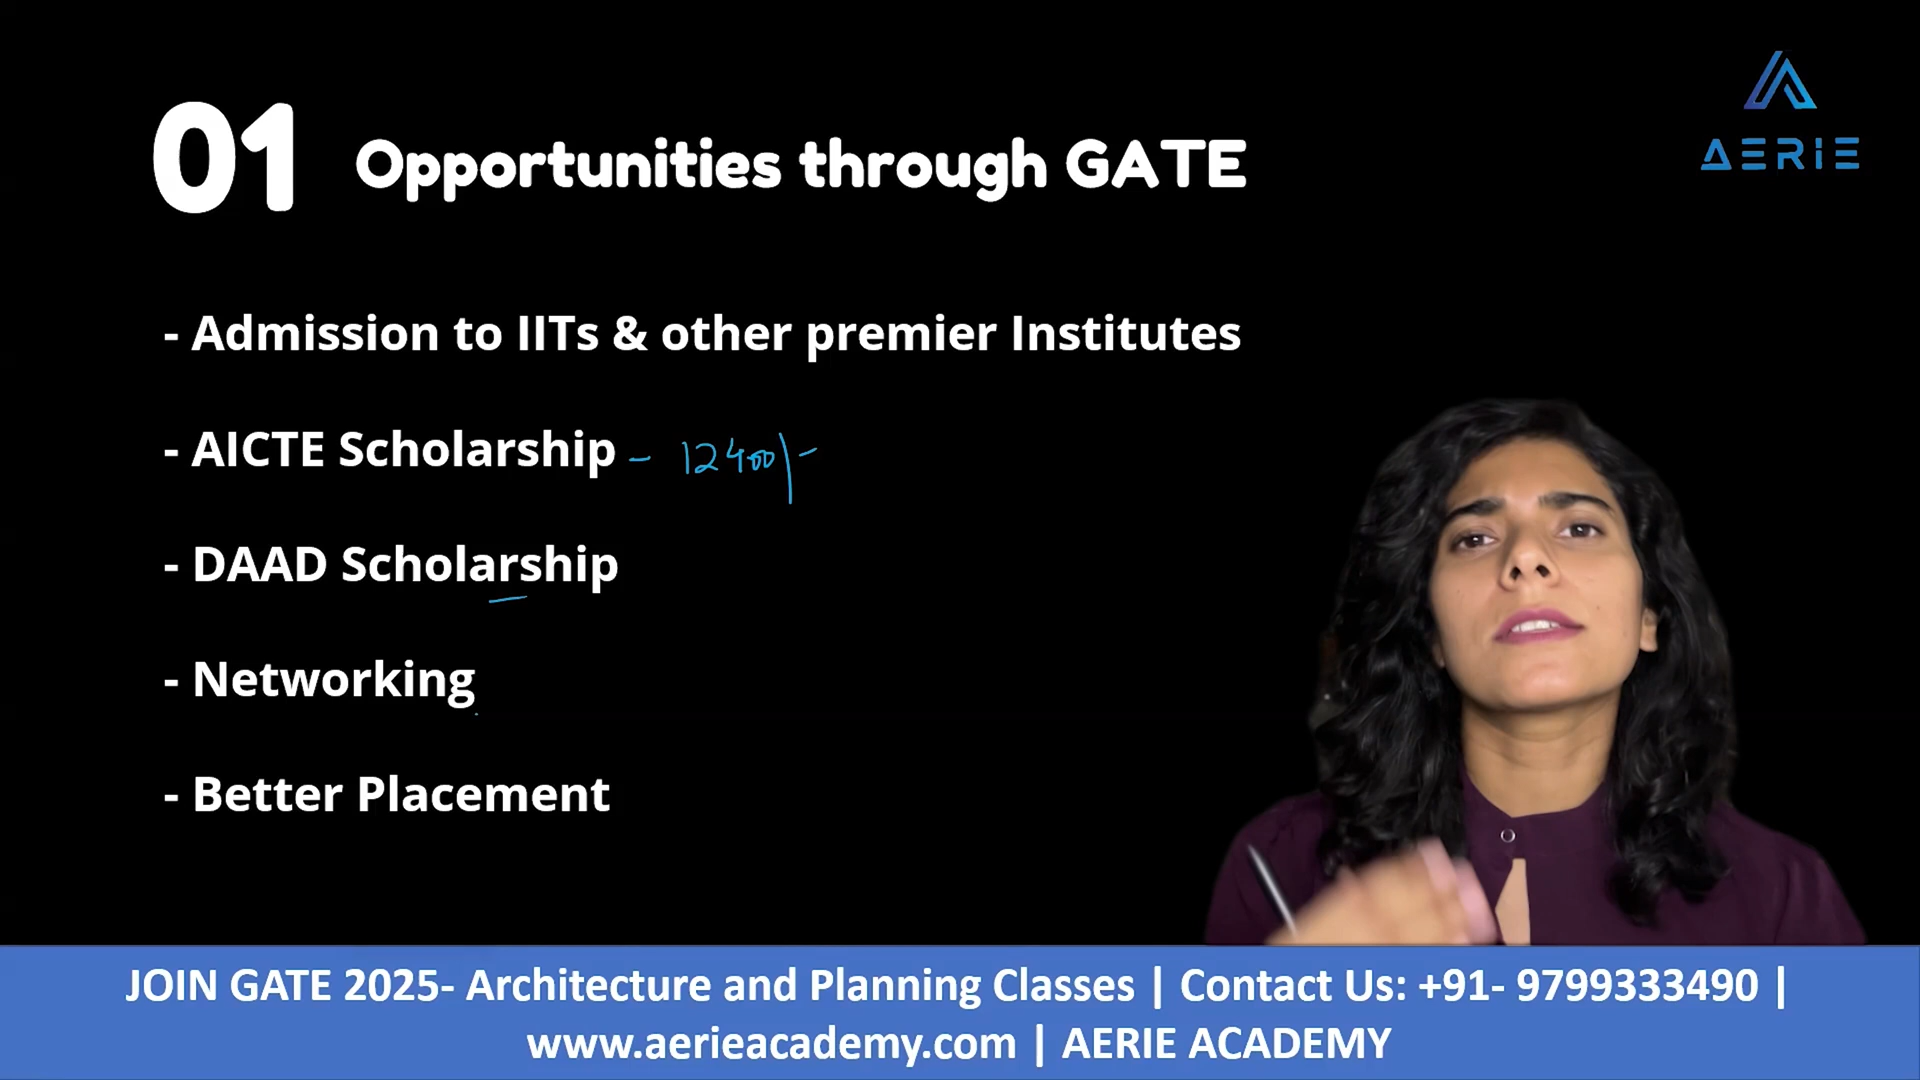 01 Opportunities through GATE
AERIE
- Admission to IITs & other premier Institutes
- AICTE Scholarship - 12400/-
- DAAD Scholarship
- Networking
- Better Placement
JOIN GATE 2025- Architecture and Planning Classes | Contact Us: +91- 9799333490 |
www.aerieacademy.com | AERIE ACADEMY